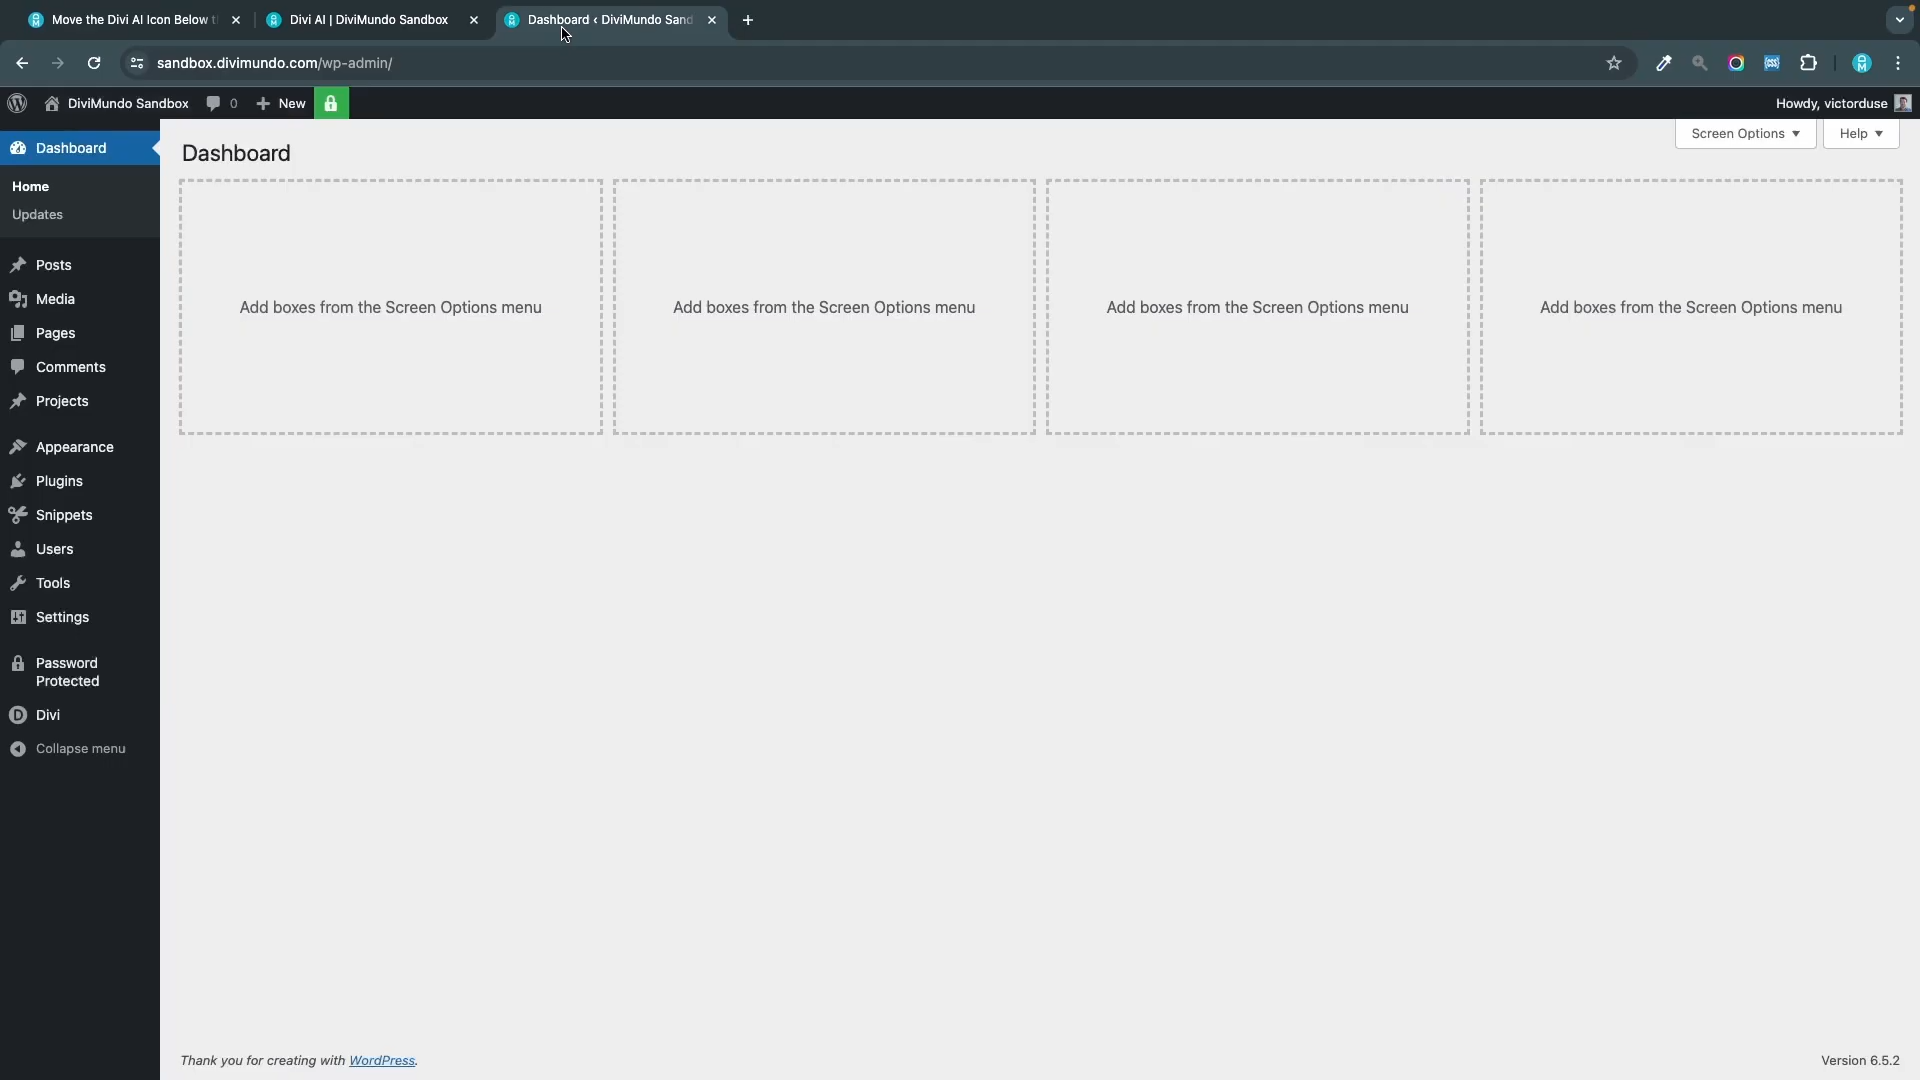 Move the Divi AI Icon Below t
Divi AI | DiviMundo Sandbox
Dashboard ‹ DiviMundo Sand
sandbox.divimundo.com/wp-admin/
DiviMundo Sandbox
0
New
Howdy, victorduse
Dashboard
Home
Updates
Posts
Media
Pages
Comments
Projects
Appearance
Plugins
Snippets
Users
Tools
Settings
Password
Protected
Divi
Collapse menu
Dashboard
Screen Options
Help
Add boxes from the Screen Options menu
Add boxes from the Screen Options menu
Add boxes from the Screen Options menu
Add boxes from the Screen Options menu
Thank you for creating with WordPress.
Version 6.5.2